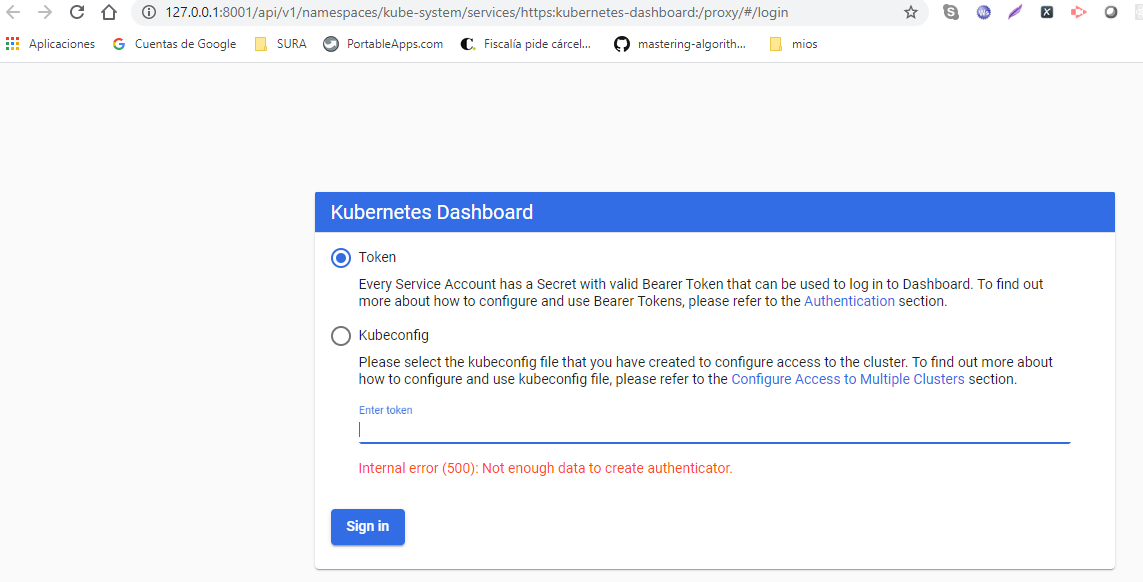 127.0.0.1:8001/api/v1/namespaces/kube-system/services/https:kubernetes-dashboard:/proxy/#/login
Aplicaciones Cuentas de Google SURA PortableApps.com Fiscalía pide cárcel... mastering-algorith... mios
Kubernetes Dashboard
Token
Every Service Account has a Secret with valid Bearer Token that can be used to log in to Dashboard. To find out
more about how to configure and use Bearer Tokens, please refer to the Authentication section.
Kubeconfig
Please select the kubeconfig file that you have created to configure access to the cluster. To find out more about
how to configure and use kubeconfig file, please refer to the Configure Access to Multiple Clusters section.
Enter token
Internal error (500): Not enough data to create authenticator.
Sign in